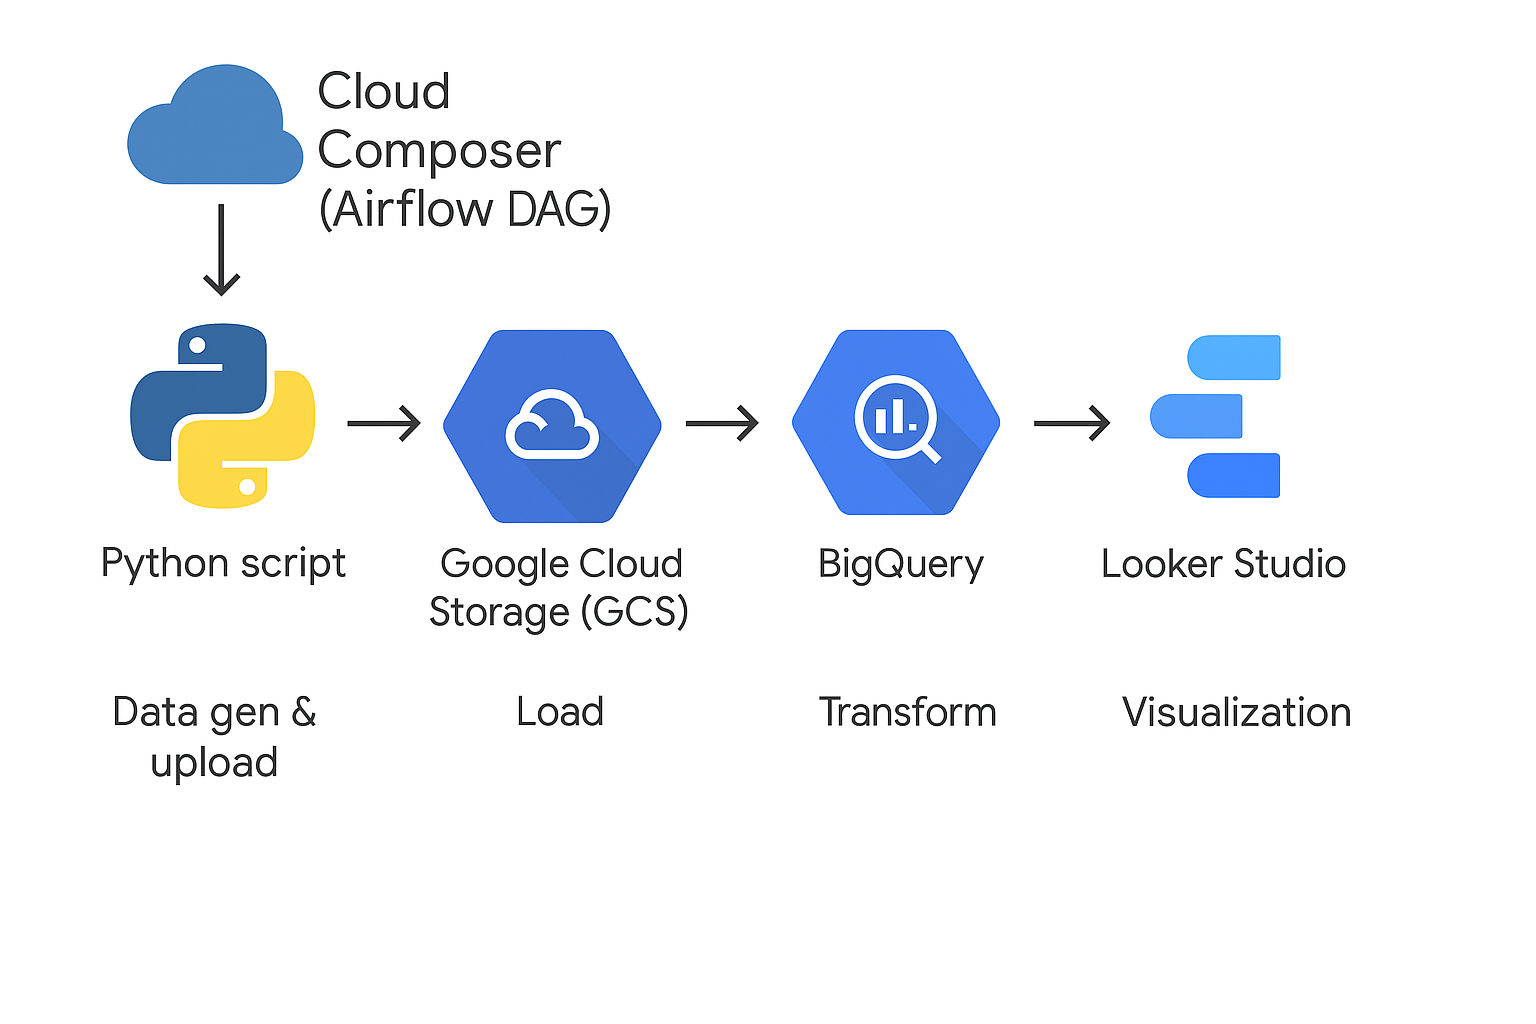 Cloud
Composer
(Airflow DAG)
Python script
Google Cloud
Storage (GCS)
BigQuery
Looker Studio
Data gen &
upload
Load
Transform
Visualization